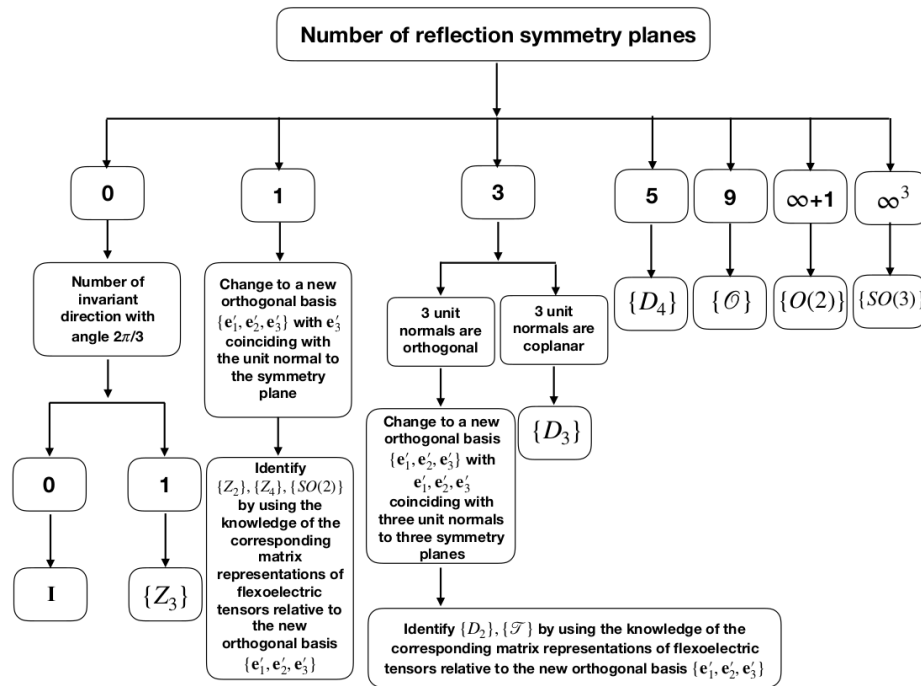 Number of reflection symmetry planes
0
1
3
5
9
∞+1
∞³
Number of
invariant
direction with
angle 2π/3
0
1
I
{Z₃}
Change to a new
orthogonal basis
{e′₁, e′₂, e′₃} with e′₃
coinciding with
the unit normal to
the symmetry
plane
Identify
{Z₂}, {Z₄}, {SO(2)}
by using the
knowledge of the
corresponding
matrix
representations of
flexoelectric
tensors relative to
the new
orthogonal basis
{e′₁, e′₂, e′₃}
3 unit
normals are
orthogonal
3 unit
normals are
coplanar
Change to a new
orthogonal basis
{e′₁, e′₂, e′₃} with
e′₁, e′₂, e′₃
coinciding with
three unit normals
to three symmetry
planes
{D₃}
Identify {D₂}, {𝒯} by using the knowledge of the
corresponding matrix representations of flexoelectric
tensors relative to the new orthogonal basis {e′₁, e′₂, e′₃}
{D₄}
{𝒪}
{O(2)}
{SO(3)}